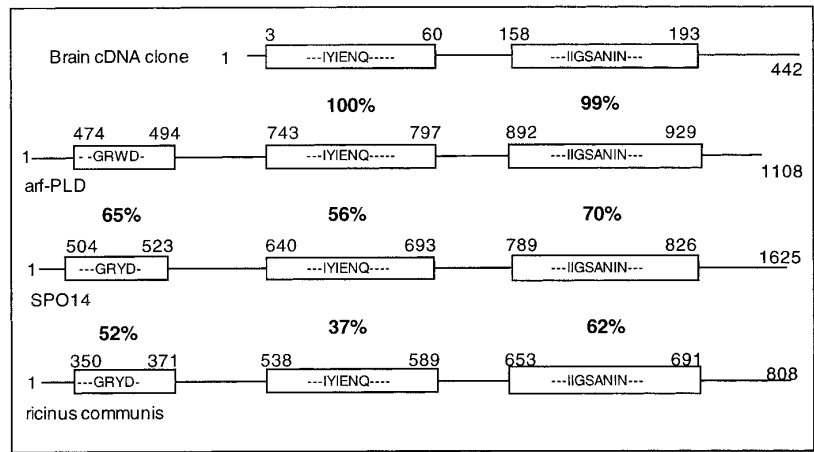 3 60 158 193
Brain cDNA clone 1 ---IYIENQ----- ---IIGSANIN--- 442
100% 99%
474 494 743 797 892 929
1 - -GRWD- ---IYIENQ---- ---IIGSANIN--- 1108
arf-PLD
65% 56% 70%
504 523 640 693 789 826 1625
1 ---GRYD- ---IYIENQ---- ---IIGSANIN---
SPO14
52% 37% 62%
350 371 538 589 653 691
1 ---GRYD- ---IYIENQ---- ---IIGSANIN--- 808
ricinus communis